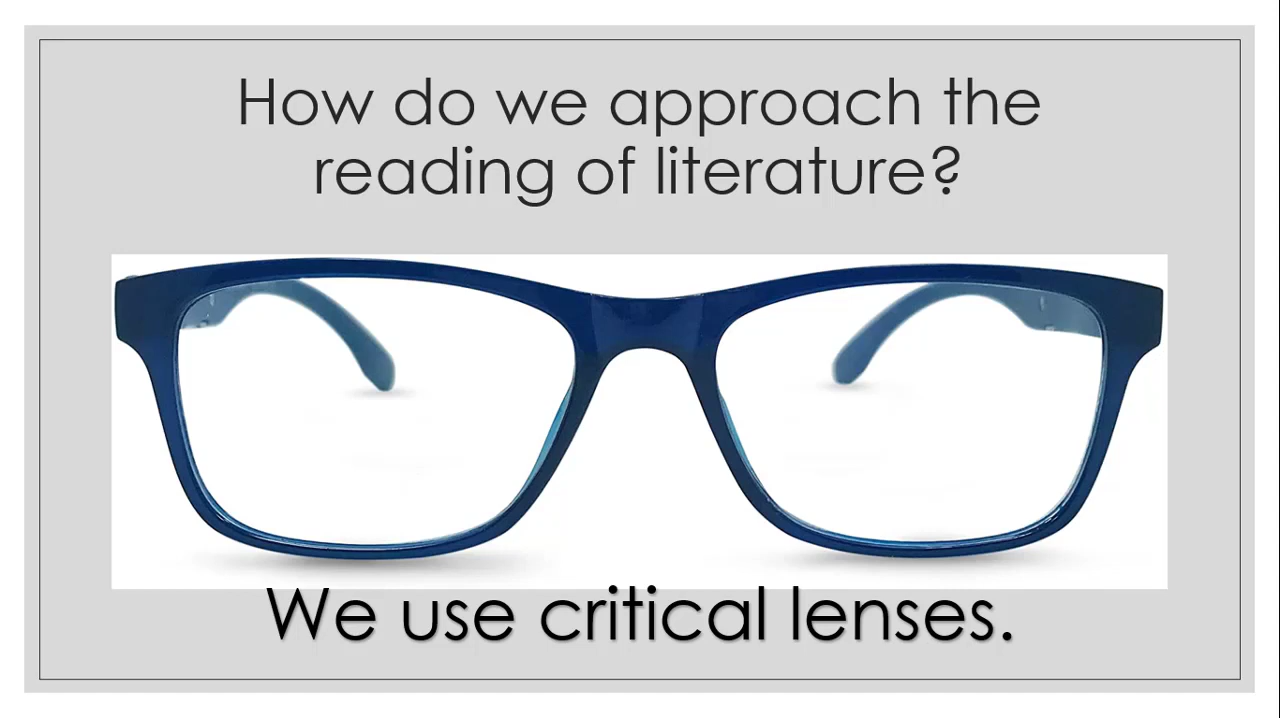 How do we approach the
reading of literature?
We use critical lenses.